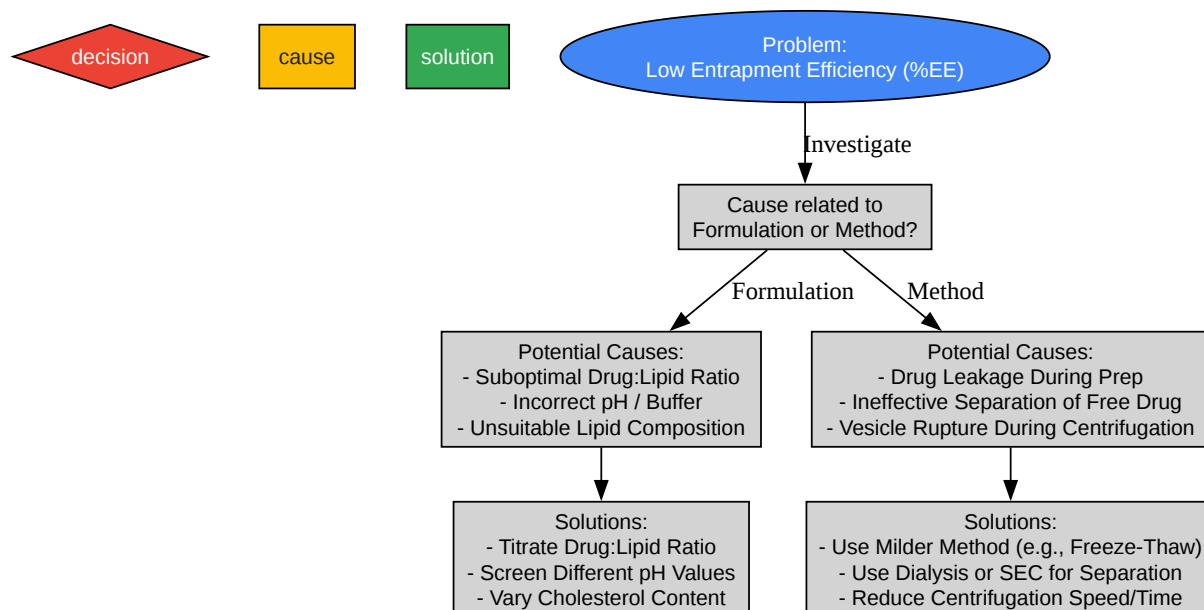 decision
cause
solution
Problem:
Low Entrapment Efficiency (%EE)
Investigate
Cause related to
Formulation or Method?
Formulation
Method
Potential Causes:
- Suboptimal Drug:Lipid Ratio
- Incorrect pH / Buffer
- Unsuitable Lipid Composition
Potential Causes:
- Drug Leakage During Prep
- Ineffective Separation of Free Drug
- Vesicle Rupture During Centrifugation
Solutions:
- Titrate Drug:Lipid Ratio
- Screen Different pH Values
- Vary Cholesterol Content
Solutions:
- Use Milder Method (e.g., Freeze-Thaw)
- Use Dialysis or SEC for Separation
- Reduce Centrifugation Speed/Time